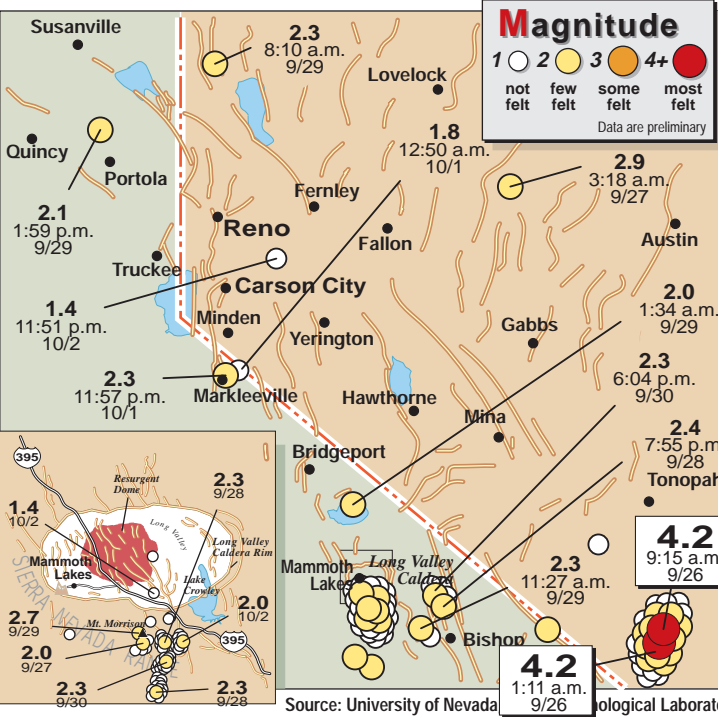 Magnitude
1 2 3 4+
not felt
few felt
some felt
most felt
Data are preliminary
Susanville
2.3
8:10 a.m.
9/29
Lovelock
1.8
12:50 a.m.
10/1
Quincy
Portola
2.1
1:59 p.m.
9/29
2.9
3:18 a.m.
9/27
Fernley
Reno
Fallon
Austin
Truckee
Carson City
1.4
11:51 p.m.
10/2
Minden
Yerington
Gabbs
2.0
1:34 a.m.
9/29
2.3
11:57 p.m.
10/1
Markleeville
Hawthorne
Mina
2.3
6:04 p.m.
9/30
2.4
7:55 p.m.
9/28
Tonopah
Bridgeport
Mammoth
Lakes
Long Valley
Caldera
2.3
11:27 a.m.
9/29
Bishop
4.2
9:15 a.m.
9/26
4.2
1:11 a.m.
9/26
395
Resurgent
Dome
2.3
9/28
1.4
10/2
Long Valley
Long Valley
Caldera Rim
Mammoth
Lakes
Lake
Crowley
SIERRA NEVADA RANGE
2.7
9/29
Mt. Morrison
2.0
10/2
2.0
9/27
395
2.3
9/30
2.3
9/28
Source: University of Nevada nological Laborat